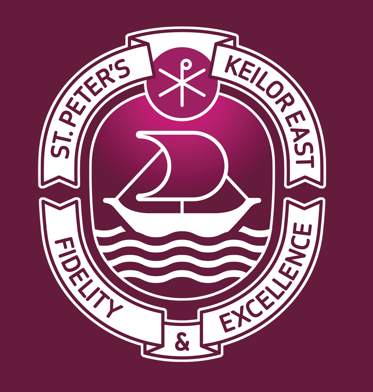 ST. PETER'S
KEILOR EAST
FIDELITY
&
EXCELLENCE